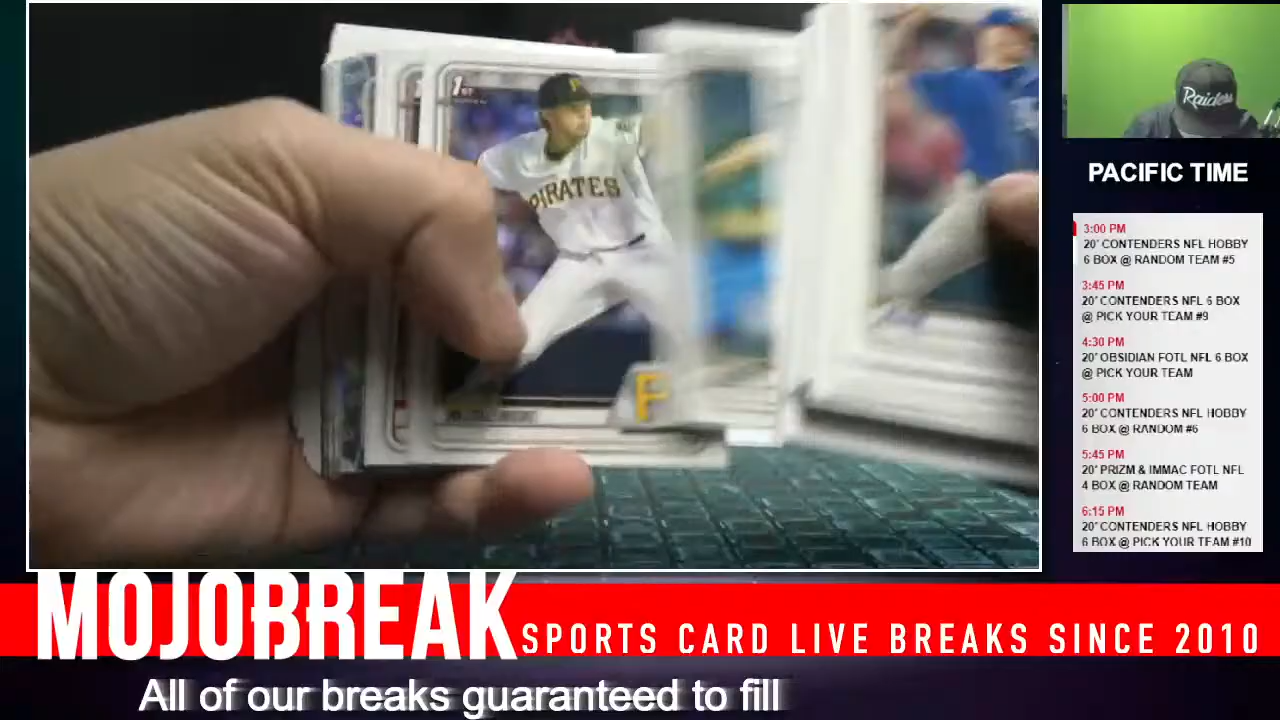 1ST
PIRATES
P
Raiders
PACIFIC TIME
3:00 PM
20' CONTENDERS NFL HOBBY
6 BOX @ RANDOM TEAM #5
3:45 PM
20' CONTENDERS NFL 6 BOX
@ PICK YOUR TEAM #9
4:30 PM
20' OBSIDIAN FOTL NFL 6 BOX
@ PICK YOUR TEAM
5:00 PM
20' CONTENDERS NFL HOBBY
6 BOX @ RANDOM #6
5:45 PM
20' PRIZM & IMMAC FOTL NFL
4 BOX @ RANDOM TEAM
6:15 PM
20' CONTENDERS NFL HOBBY
6 BOX @ PICK YOUR TEAM #10
MOJOBREAK
SPORTS CARD LIVE BREAKS SINCE 2010
All of our breaks guaranteed to fill